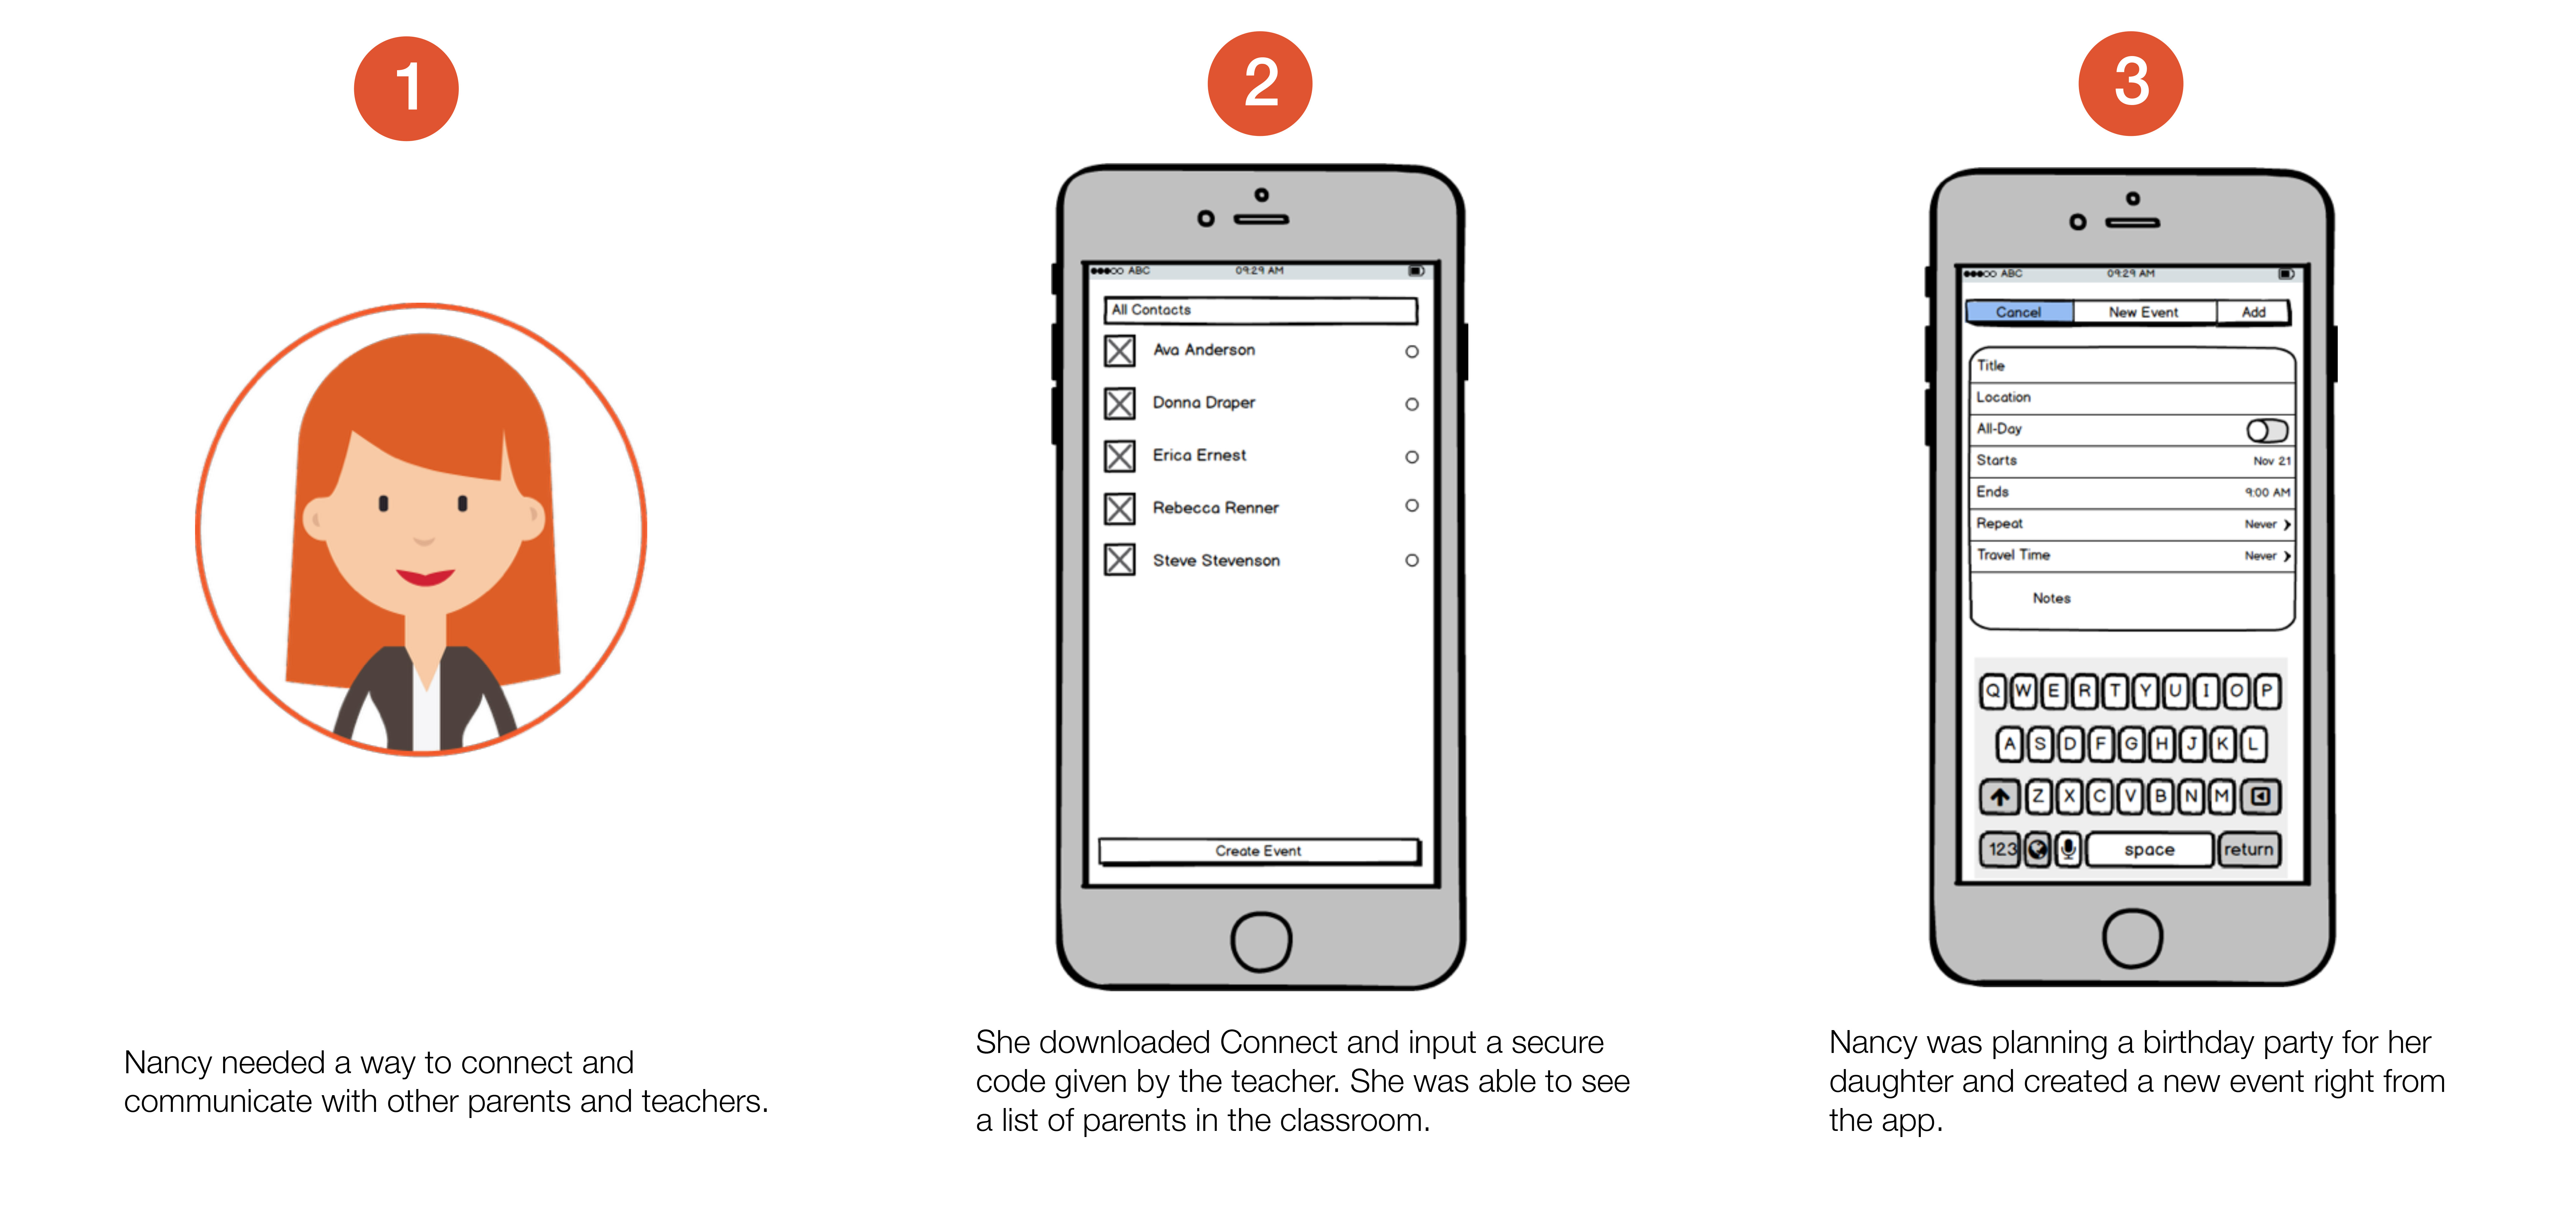 1
2
3
ABC 09:29 AM
All Contacts
Ava Anderson
Donna Draper
Erica Ernest
Rebecca Renner
Steve Stevenson
Create Event
ABC 09:29 AM
Cancel New Event Add
Title
Location
All-Day
Starts Nov 21
Ends 9:00 AM
Repeat Never
Travel Time Never
Notes
Q W E R T Y U I O P
A S D F G H J K L
Z X C V B N M
123 space return
Nancy needed a way to connect and
communicate with other parents and teachers.
She downloaded Connect and input a secure
code given by the teacher. She was able to see
a list of parents in the classroom.
Nancy was planning a birthday party for her
daughter and created a new event right from
the app.